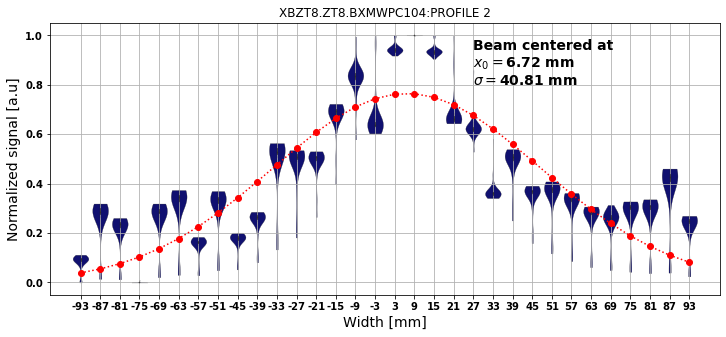 XBZT8.ZT8.BXMWPC104:PROFILE 2
Beam centered at
x₀ = 6.72 mm
σ = 40.81 mm
Normalized signal [a.u]
1.0
0.8
0.6
0.4
0.2
0.0
-93 -87 -81 -75 -69 -63 -57 -51 -45 -39 -33 -27 -21 -15 -9 -3 3 9 15 21 27 33 39 45 51 57 63 69 75 81 87 93
Width [mm]